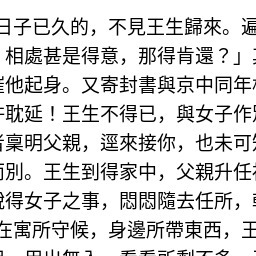 日子已久的，不見王生歸來。遍
相處甚是得意，那得肯還？」
催他起身。又寄封書與京中同年
耽延！王生不得已，與女子作
稟明父親，逕來接你，也未可
而別。王生到得家中，父親升任
說得女子之事，悶悶隨去任所，
在寓所守候，身邊所帶東西，王